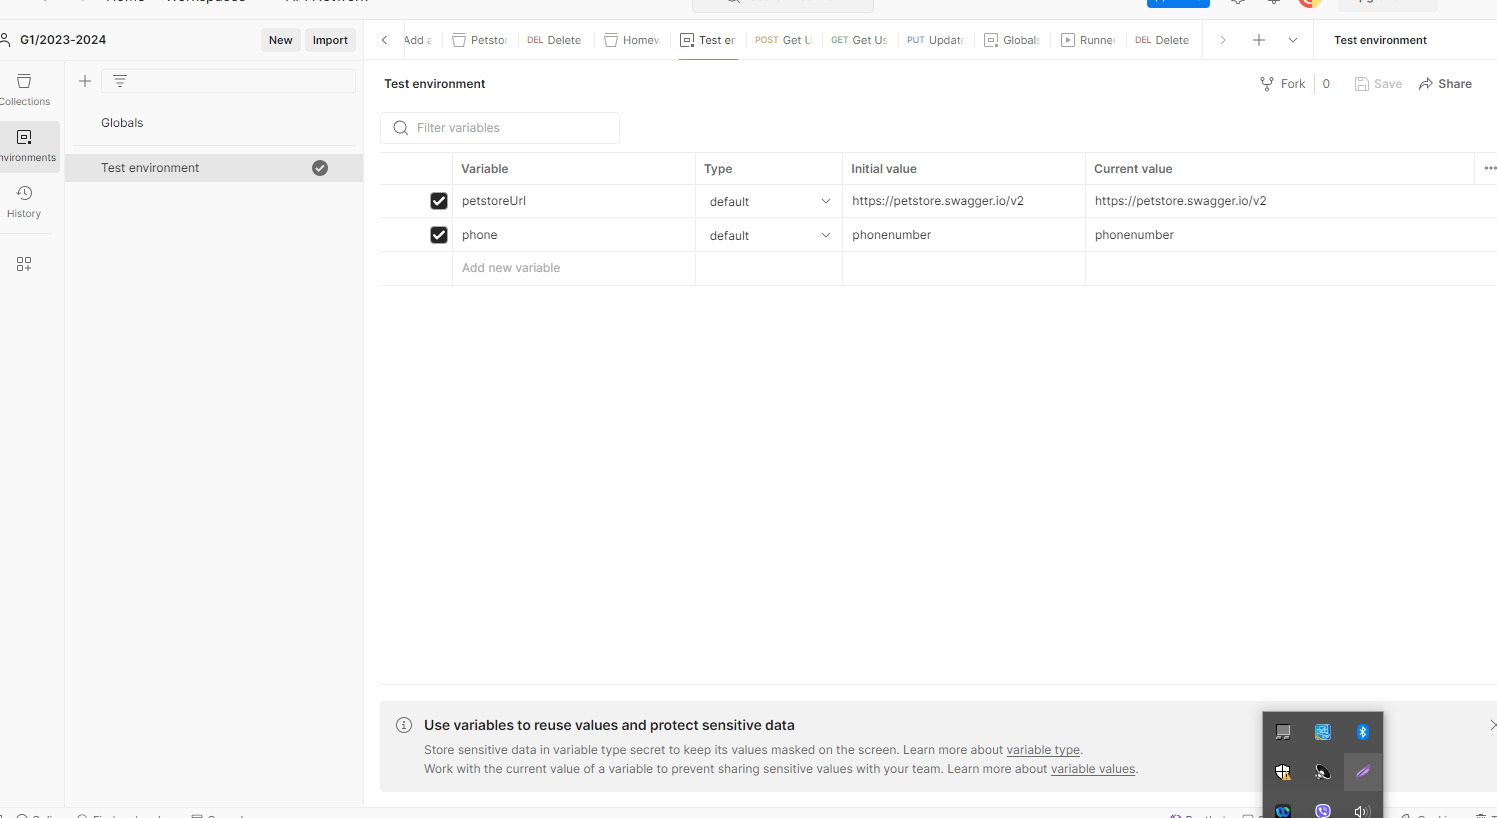 G1/2023-2024
New
Import
Add a
Petstor
DEL Delete
Homew
Test en
POST Get U
GET Get Us
PUT Update
Globals
Runne
DEL Delete
Test environment
Collections
Environments
History
Globals
Test environment
Test environment
Fork 0
Save
Share
Filter variables
Variable Type Initial value Current value
petstoreUrl default https://petstore.swagger.io/v2 https://petstore.swagger.io/v2
phone default phonenumber phonenumber
Add new variable
Use variables to reuse values and protect sensitive data
Store sensitive data in variable type secret to keep its values masked on the screen. Learn more about variable type.
Work with the current value of a variable to prevent sharing sensitive values with your team. Learn more about variable values.